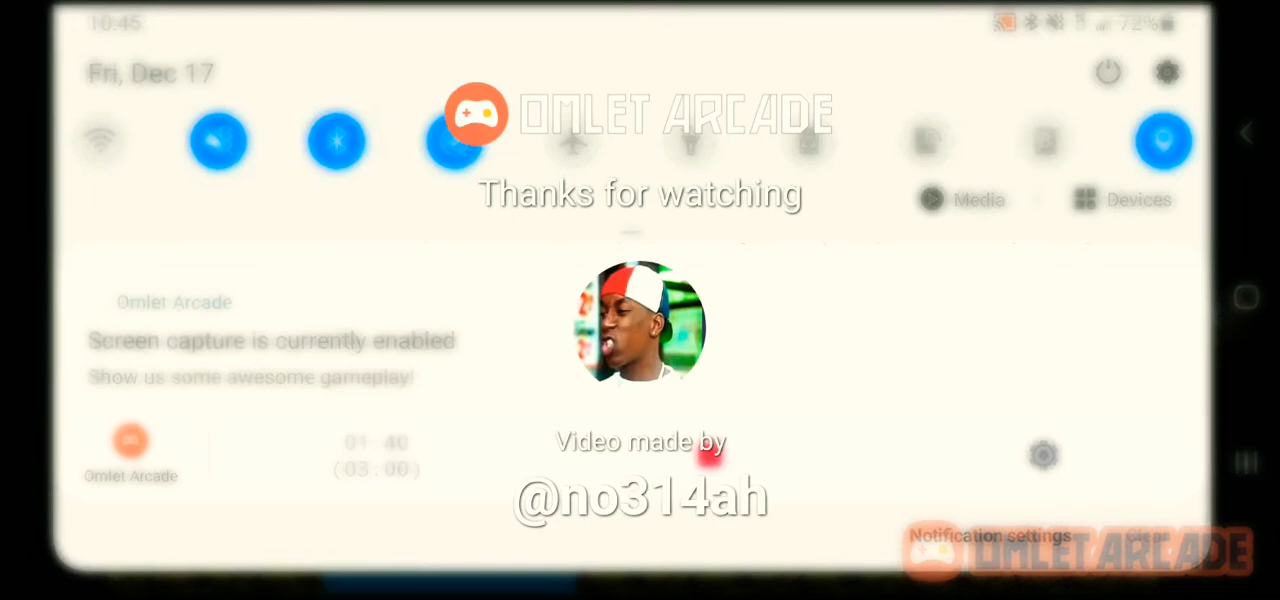 10:45
72%
Fri, Dec 17
OMLET ARCADE
Thanks for watching
Media
Devices
Omlet Arcade
Screen capture is currently enabled
Show us some awesome gameplay!
01:40
(03:00)
Omlet Arcade
Video made by
@no314ah
Notification settings
Clear
OMLET ARCADE